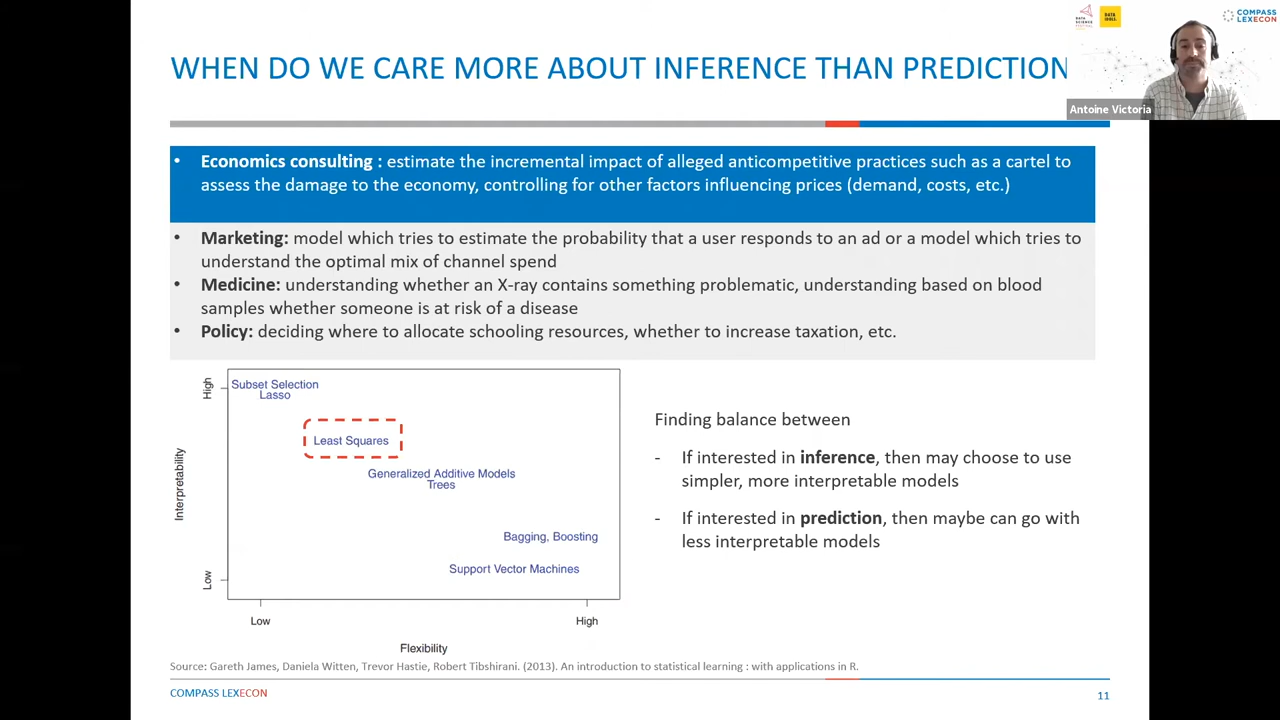 DATA SCIENCE FESTIVAL
DATA IDOLS
COMPASS
LEXECON
WHEN DO WE CARE MORE ABOUT INFERENCE THAN PREDICTION
Antoine Victoria
• Economics consulting : estimate the incremental impact of alleged anticompetitive practices such as a cartel to
assess the damage to the economy, controlling for other factors influencing prices (demand, costs, etc.)
• Marketing: model which tries to estimate the probability that a user responds to an ad or a model which tries to
understand the optimal mix of channel spend
• Medicine: understanding whether an X-ray contains something problematic, understanding based on blood
samples whether someone is at risk of a disease
• Policy: deciding where to allocate schooling resources, whether to increase taxation, etc.
High
Subset Selection
Lasso
Least Squares
Generalized Additive Models
Trees
Bagging, Boosting
Support Vector Machines
Interpretability
Low
Low
High
Flexibility
Finding balance between
- If interested in inference, then may choose to use
simpler, more interpretable models
- If interested in prediction, then maybe can go with
less interpretable models
Source: Gareth James, Daniela Witten, Trevor Hastie, Robert Tibshirani. (2013). An introduction to statistical learning : with applications in R.
COMPASS LEXECON
11